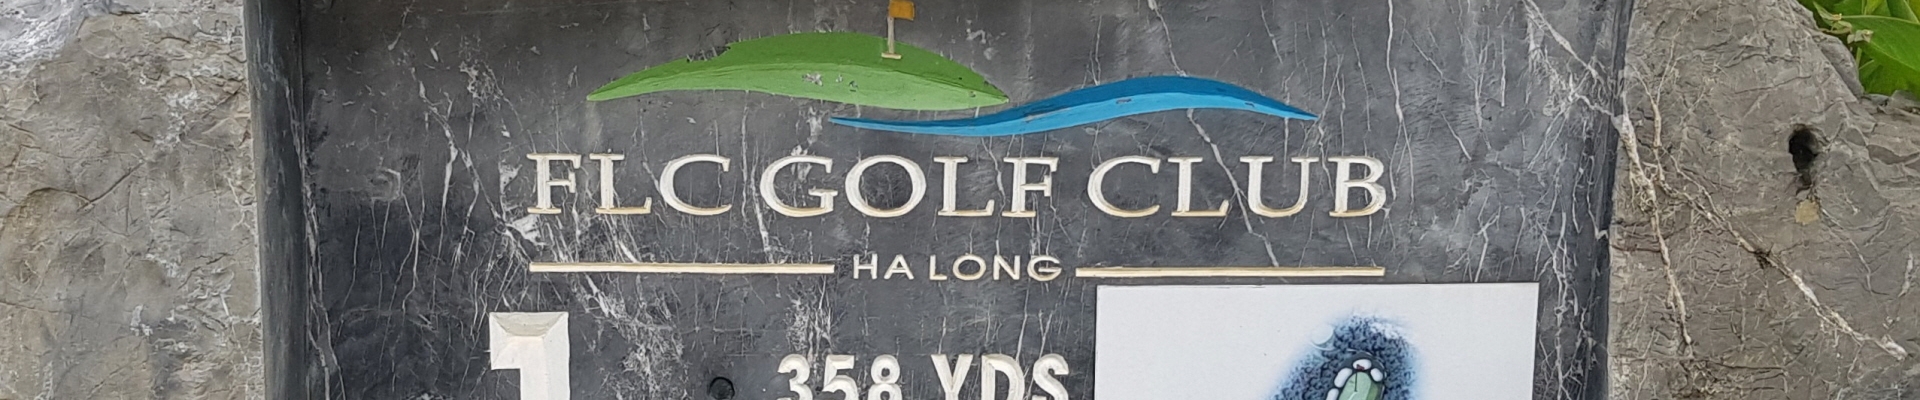 FLC GOLF CLUB
HA LONG
1
358 YDS